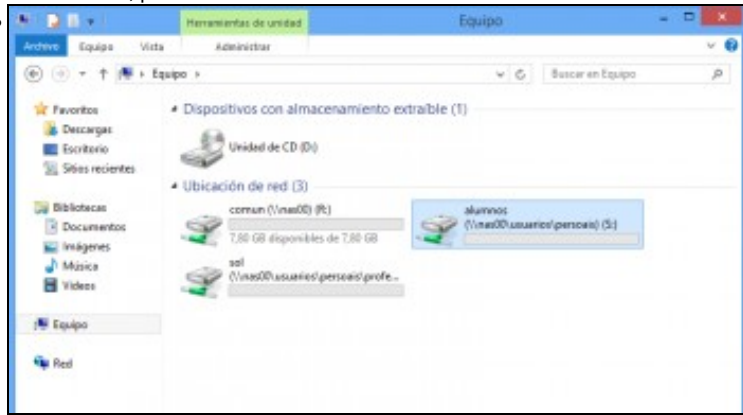 Herramientas de unidad
Equipo
Archivo
Equipo
Vista
Administrar
Equipo
Buscar en Equipo
Favoritos
Descargas
Escritorio
Sitios recientes
Bibliotecas
Documentos
Imágenes
Música
Vídeos
Equipo
Red
Dispositivos con almacenamiento extraíble (1)
Unidad de CD (D:)
Ubicación de red (3)
comun (\\nas00) (R:)
7,80 GB disponibles de 7,80 GB
alumnos
(\\nas00\usuarios\persoais) (S:)
sol
(\\nas00\usuarios\persoais\profe...